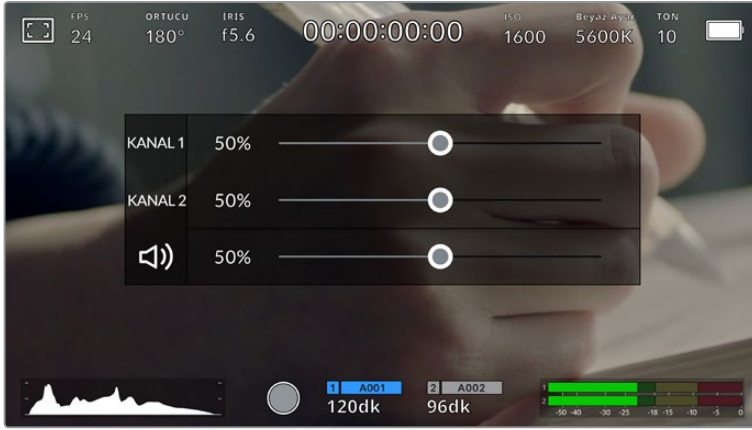 FPS ORTUCU IRIS 00:00:00:00 ISO Beyaz Ayar TON
24 180° f5.6 1600 5600K 10
KANAL 1 50%
KANAL 2 50%
50%
1 A001 2 A002
120dk 96dk
1
2
-50 -40 -30 -25 -18 -15 -10 -5 0